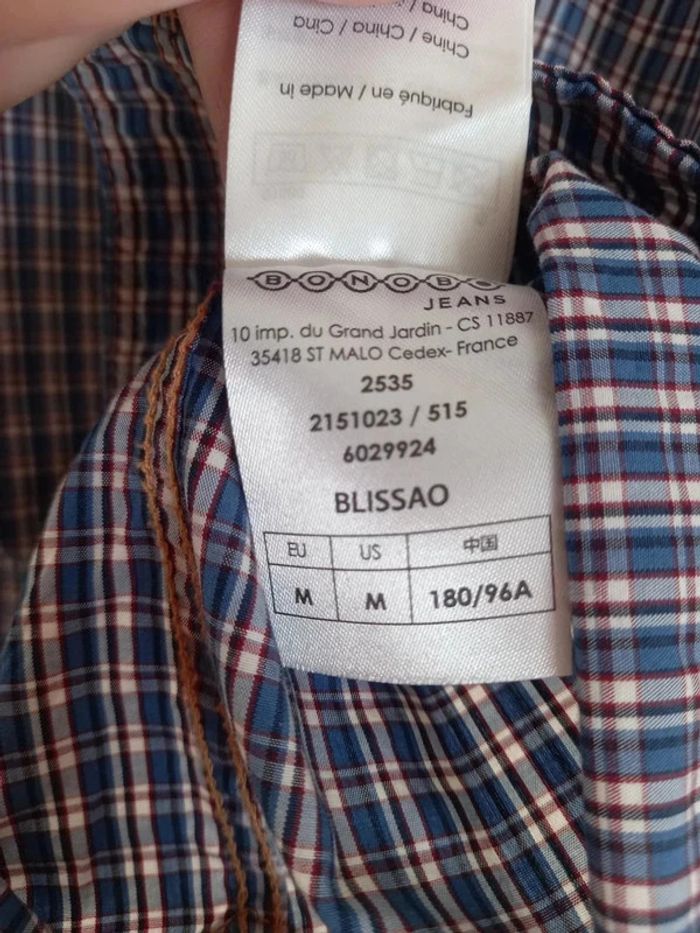 China /
Chine / China / Cina
Fabriqué en / Made in
BONOBO
JEANS
10 imp. du Grand Jardin - CS 11887
35418 ST MALO Cedex- France
2535
2151023 / 515
6029924
BLISSAO
EU US 中国
M M 180/96A